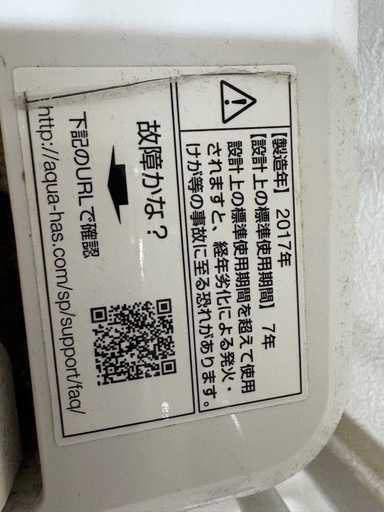 【製造年】 2017年
【設計上の標準使用期間】 7年
設計上の標準使用期間を超えて使用
されますと、経年劣化による発火・
けが等の事故に至る恐れがあります。
故障かな？
下記のURLで確認
http://aqua-has.com/sp/support/faq/